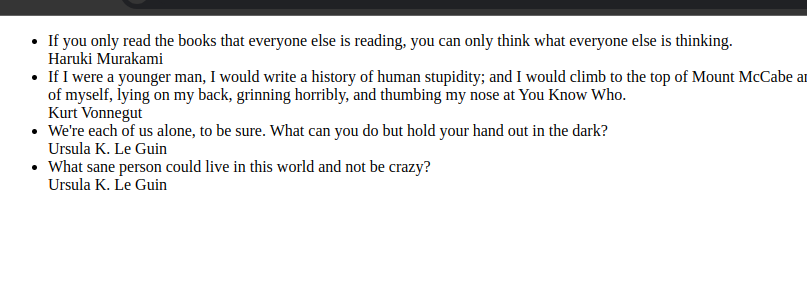 If you only read the books that everyone else is reading, you can only think what everyone else is thinking.
Haruki Murakami
If I were a younger man, I would write a history of human stupidity; and I would climb to the top of Mount McCabe
of myself, lying on my back, grinning horribly, and thumbing my nose at You Know Who.
Kurt Vonnegut
We're each of us alone, to be sure. What can you do but hold your hand out in the dark?
Ursula K. Le Guin
What sane person could live in this world and not be crazy?
Ursula K. Le Guin